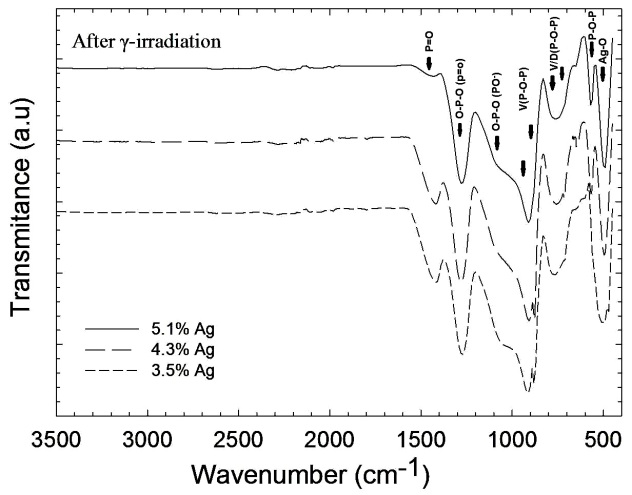 After γ-irradiation
P=O
O-P-O (p=o)
O-P-O (PO⁻)
V(P-O-P)
V/D(P-O-P)
P-O-P
Ag-O
Transmitance (a.u)
5.1% Ag
4.3% Ag
3.5% Ag
3500 3000 2500 2000 1500 1000 500
Wavenumber (cm⁻¹)